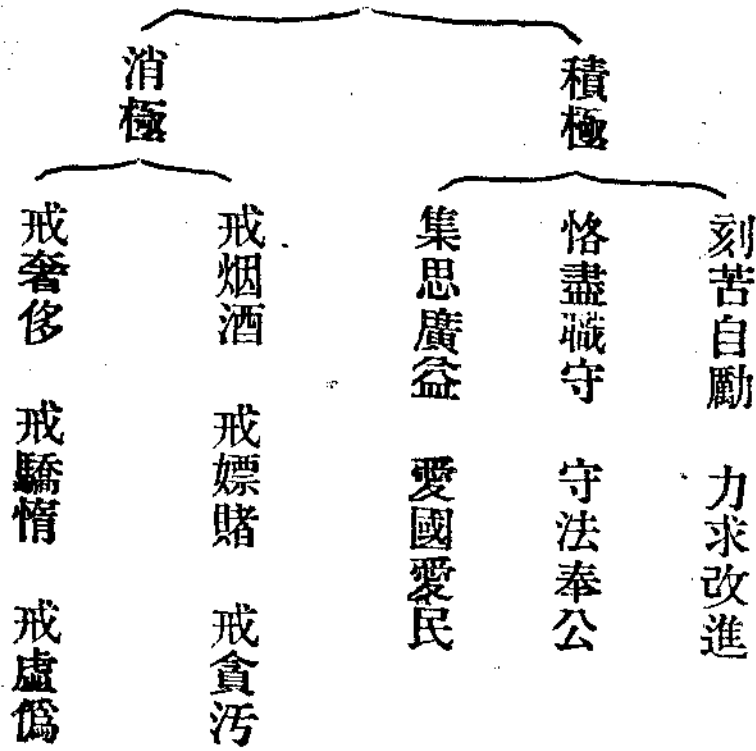 積極
刻苦自勵 力求改進
恪盡職守 守法奉公
集思廣益 愛國愛民
消極
戒烟酒 戒嫖賭 戒貪汚
戒奢侈 戒驕惰 戒虛僞